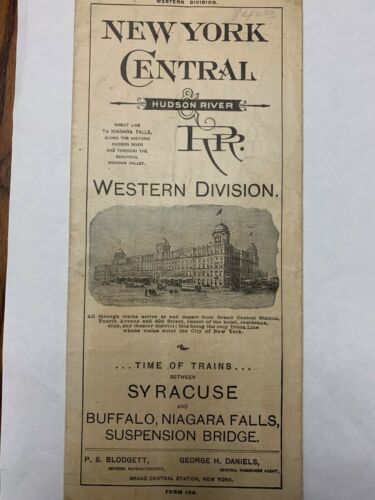 WESTERN DIVISION.
$40.00
NEW YORK
CENTRAL
&
HUDSON RIVER
R.R.
DIRECT LINE
TO NIAGARA FALLS,
ALONG THE HISTORIC
HUDSON RIVER
AND THROUGH THE
BEAUTIFUL
MOHAWK VALLEY.
WESTERN DIVISION.
All through trains arrive at and depart from Grand Central Station,
Fourth Avenue and 42d Street, center of the hotel, residence,
club, and theater district; this being the only Trunk Line
whose trains enter the City of New York.
...TIME OF TRAINS...
BETWEEN
SYRACUSE
AND
BUFFALO, NIAGARA FALLS,
SUSPENSION BRIDGE.
P. S. BLODGETT,
GENERAL SUPERINTENDENT,
GEORGE H. DANIELS,
GENERAL PASSENGER AGENT,
GRAND CENTRAL STATION, NEW YORK.
FORM 109.